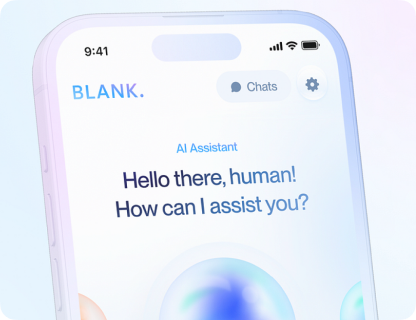 9:41
BLANK.
Chats
AI Assistant
Hello there, human!
How can I assist you?